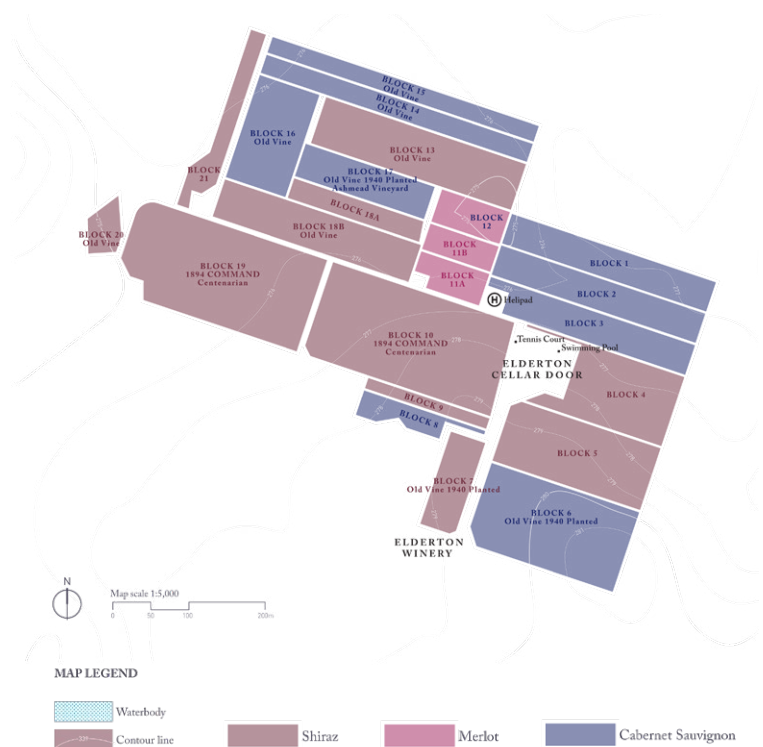 BLOCK 15
Old Vine
BLOCK 14
Old Vine
BLOCK 16
Old Vine
BLOCK 13
Old Vine
BLOCK 17
Old Vine 1940 Planted
Ashmead Vineyard
BLOCK
21
BLOCK 18A
BLOCK 18B
Old Vine
BLOCK
12
BLOCK
11B
BLOCK
11A
BLOCK 20
Old Vine
BLOCK 19
1894 COMMAND
Centenarian
BLOCK 1
BLOCK 2
H Helipad
BLOCK 3
BLOCK 10
1894 COMMAND
Centenarian
Tennis Court
Swimming Pool
ELDERTON
CELLAR DOOR
BLOCK 4
BLOCK 9
BLOCK 8
BLOCK 5
BLOCK 7
Old Vine 1940 Planted
BLOCK 6
Old Vine 1940 Planted
ELDERTON
WINERY
N
Map scale 1:5,000
0 50 100 200m
MAP LEGEND
Waterbody
Contour line
Shiraz
Merlot
Cabernet Sauvignon